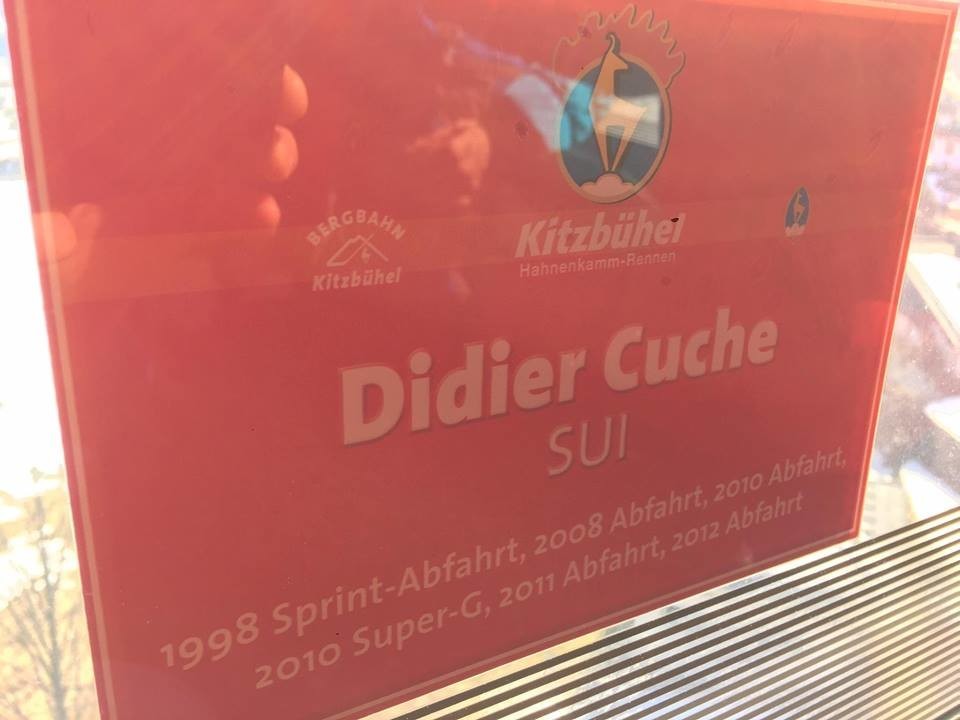 BERGBAHN
Kitzbühel
Kitzbühel
Hahnenkamm-Rennen
Didier Cuche
SUI
1998 Sprint-Abfahrt, 2008 Abfahrt, 2010 Abfahrt,
2010 Super-G, 2011 Abfahrt, 2012 Abfahrt